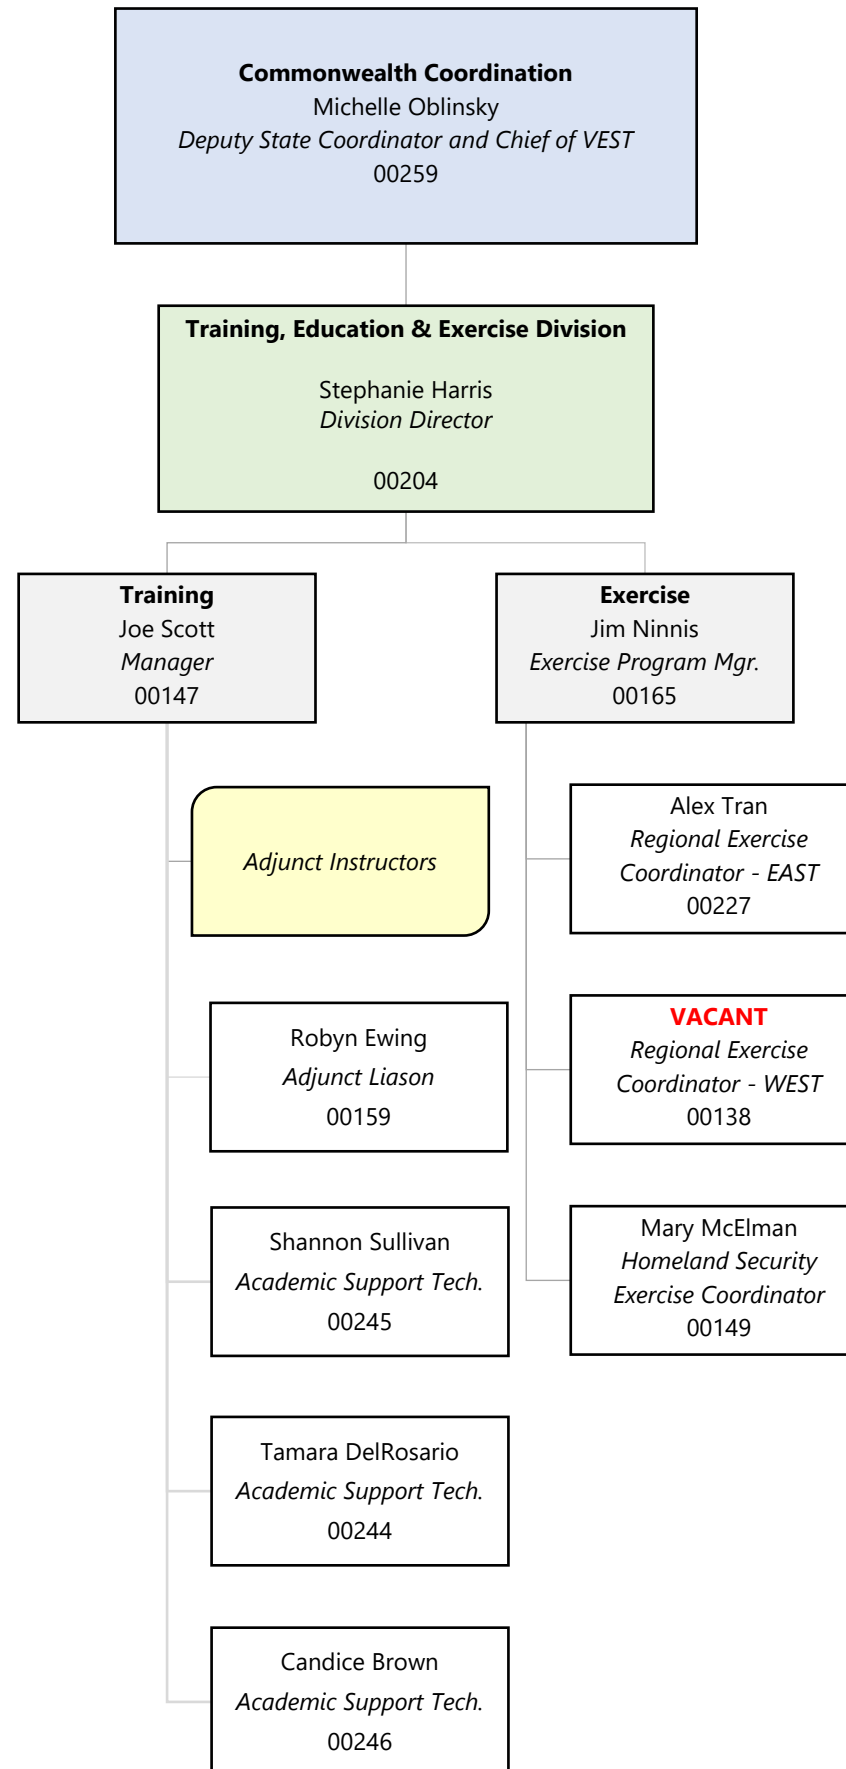 Commonwealth Coordination
Michelle Oblinsky
Deputy State Coordinator and Chief of VEST
00259
Training, Education & Exercise Division
Stephanie Harris
Division Director
00204
Training
Joe Scott
Manager
00147
Adjunct Instructors
Robyn Ewing
Adjunct Liason
00159
Shannon Sullivan
Academic Support Tech.
00245
Tamara DelRosario
Academic Support Tech.
00244
Candice Brown
Academic Support Tech.
00246
Exercise
Jim Ninnis
Exercise Program Mgr.
00165
Alex Tran
Regional Exercise
Coordinator - EAST
00227
VACANT
Regional Exercise
Coordinator - WEST
00138
Mary McElman
Homeland Security
Exercise Coordinator
00149